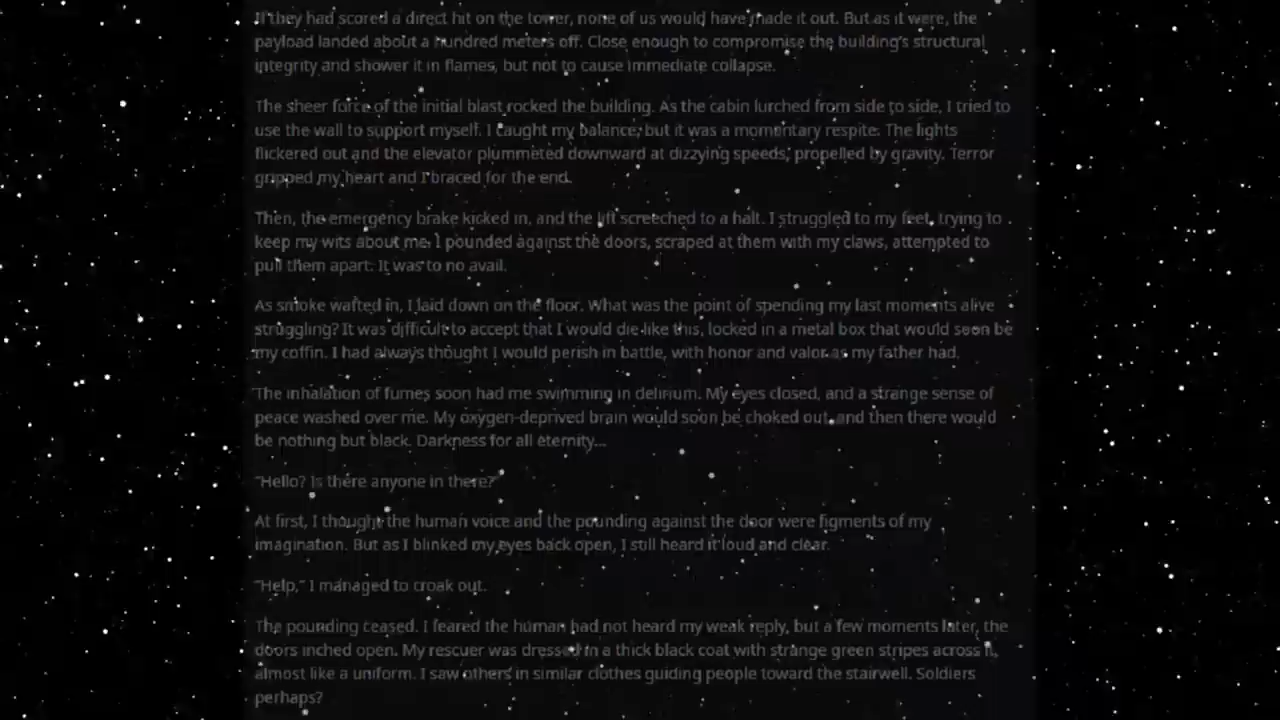 If they had scored a direct hit on the tower, none of us would have made it out. But as it were, the
payload landed about a hundred meters off. Close enough to compromise the building's structural
integrity and shower it in flames, but not to cause immediate collapse.
The sheer force of the initial blast rocked the building. As the cabin lurched from side to side, I tried to
use the wall to support myself. I caught my balance, but it was a momentary respite. The lights
flickered out and the elevator plummeted downward at dizzying speeds, propelled by gravity. Terror
gripped my heart and I braced for the end.
Then, the emergency brake kicked in, and the lift screeched to a halt. I struggled to my feet, trying to
keep my wits about me. I pounded against the doors, scraped at them with my claws, attempted to
pull them apart. It was to no avail.
As smoke wafted in, I laid down on the floor. What was the point of spending my last moments alive
struggling? It was difficult to accept that I would die like this, locked in a metal box that would soon be
my coffin. I had always thought I would perish in battle, with honor and valor as my father had.
The inhalation of fumes soon had me swimming in delirium. My eyes closed, and a strange sense of
peace washed over me. My oxygen-deprived brain would soon be choked out, and then there would
be nothing but black. Darkness for all eternity...
"Hello? Is there anyone in there?"
At first, I thought the human voice and the pounding against the door were figments of my
imagination. But as I blinked my eyes back open, I still heard it loud and clear.
"Help," I managed to croak out.
The pounding ceased. I feared the human had not heard my weak reply, but a few moments later, the
doors inched open. My rescuer was dressed in a thick black coat with strange green stripes across it,
almost like a uniform. I saw others in similar clothes guiding people toward the stairwell. Soldiers
perhaps?